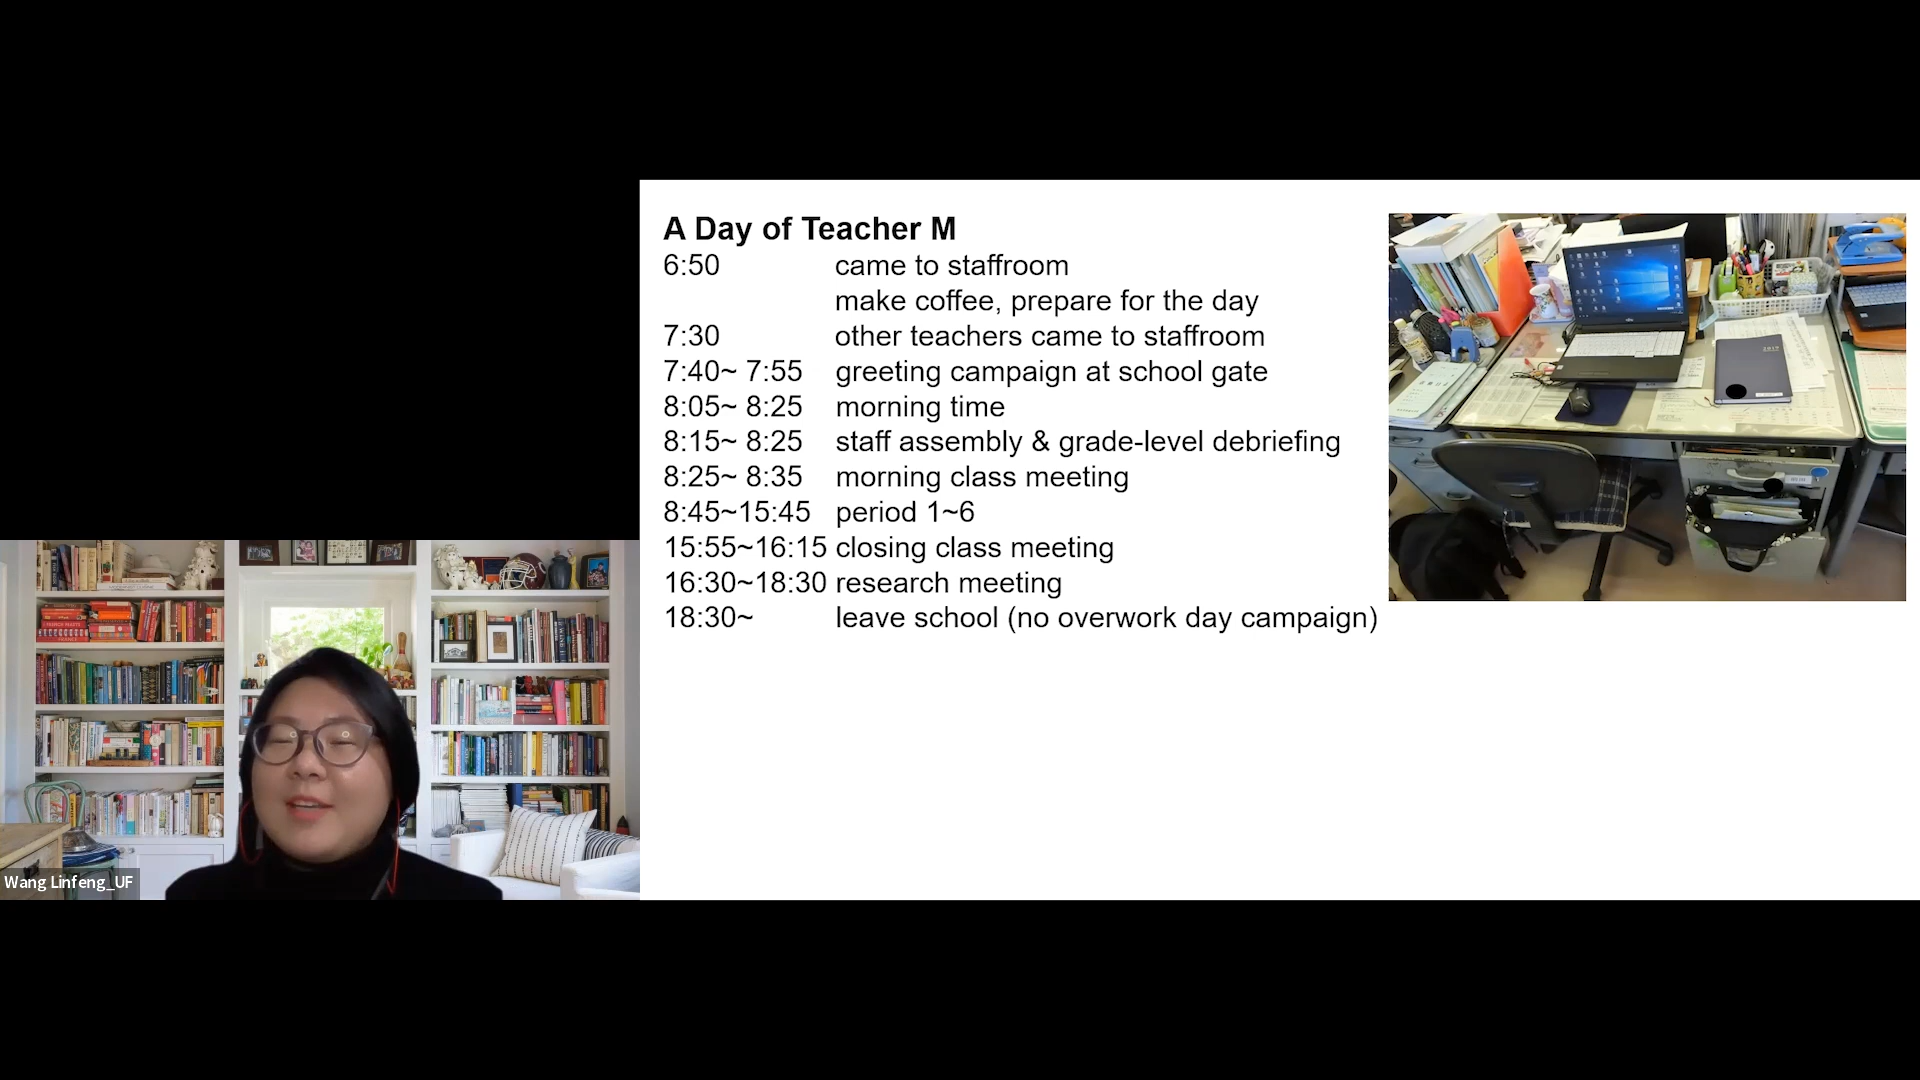 A Day of Teacher M
6:50 came to staffroom
make coffee, prepare for the day
7:30 other teachers came to staffroom
7:40~ 7:55 greeting campaign at school gate
8:05~ 8:25 morning time
8:15~ 8:25 staff assembly & grade-level debriefing
8:25~ 8:35 morning class meeting
8:45~15:45 period 1~6
15:55~16:15 closing class meeting
16:30~18:30 research meeting
18:30~ leave school (no overwork day campaign)
Wang Linfeng_UF